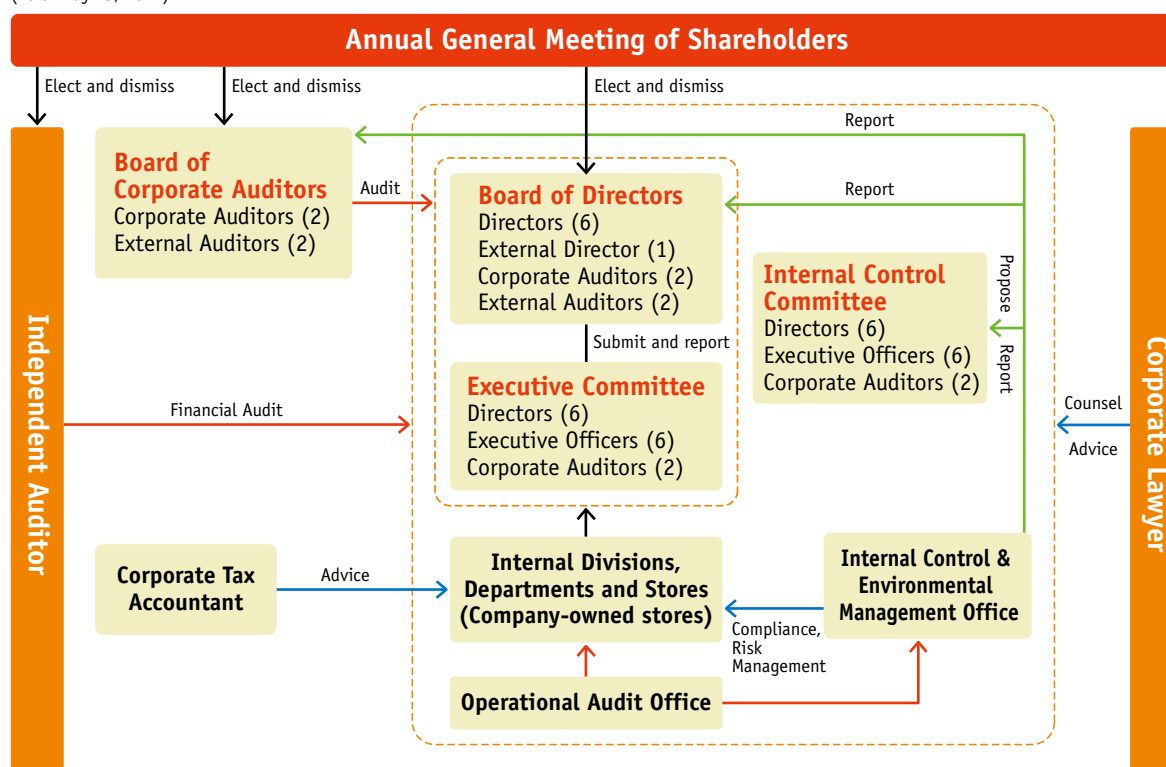 Annual General Meeting of Shareholders
Elect and dismiss
Elect and dismiss
Elect and dismiss
Independent Auditor
Board of
Corporate Auditors
Corporate Auditors (2)
External Auditors (2)
Audit
Report
Board of Directors
Directors (6)
External Director (1)
Corporate Auditors (2)
External Auditors (2)
Report
Internal Control
Committee
Directors (6)
Executive Officers (6)
Corporate Auditors (2)
Propose
Report
Submit and report
Executive Committee
Directors (6)
Executive Officers (6)
Corporate Auditors (2)
Financial Audit
Counsel
Advice
Corporate Lawyer
Corporate Tax
Accountant
Advice
Internal Divisions,
Departments and Stores
(Company-owned stores)
Internal Control &
Environmental
Management Office
Compliance,
Risk
Management
Operational Audit Office